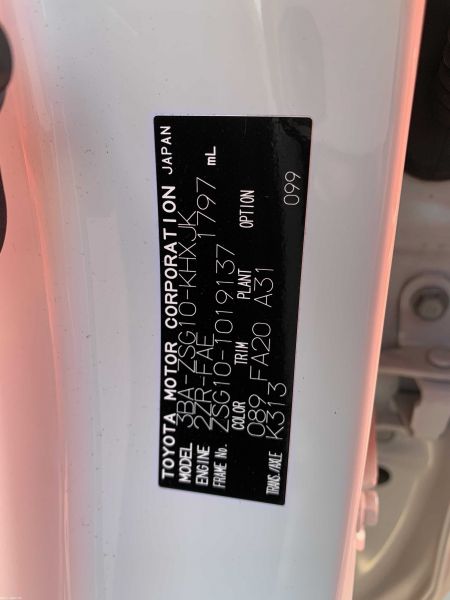 TOYOTA MOTOR CORPORATION JAPAN
MODEL 3BA-ZSG10-KHXJK
ENGINE 2ZR-FAE 1797 mL
FRAME No. ZSG10-1019137
COLOR TRIM PLANT OPTION
089 FA20 A31 099
TRANS./AXLE K313